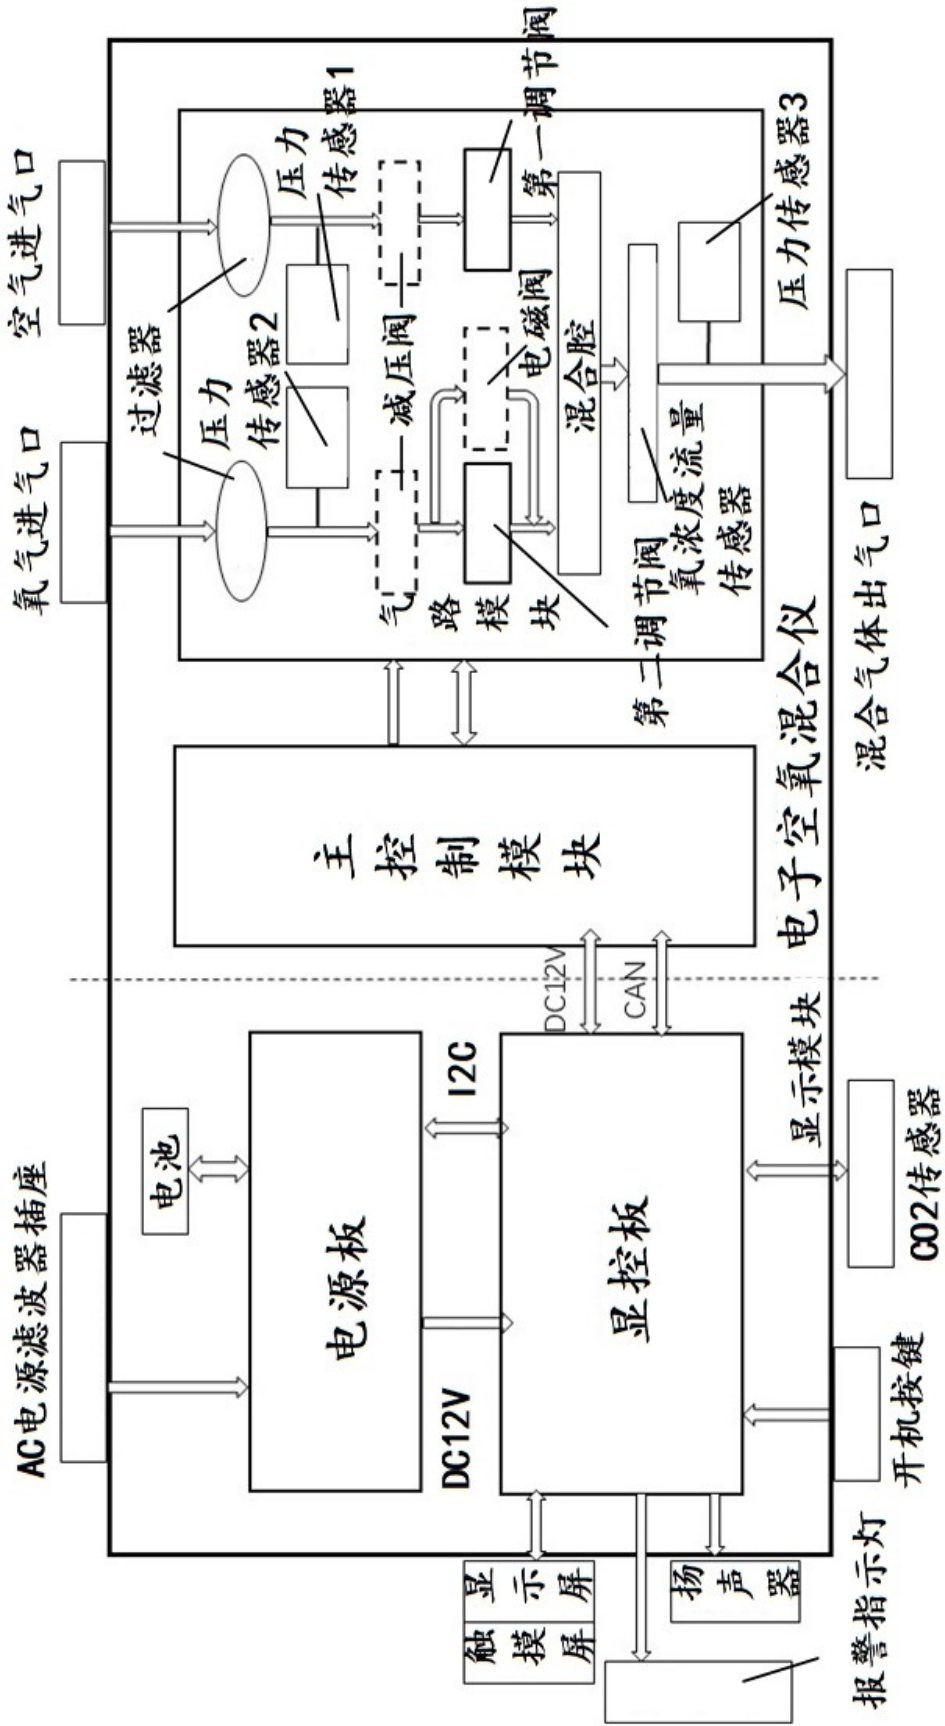 AC电源滤波器插座
氧气进气口
空气进气口
电池
过滤器
压力
传感器2
压力
传感器1
电源板
I2C
DC12V
主控制模块
减压阀
气路模块
第一调节阀
电磁阀
混合腔
第二调节阀
氧浓度流量
传感器
压力传感器3
DC12V
CAN
显控板
显示屏
触摸屏
扬声器
显示模块
电子空氧混合仪
报警指示灯
开机按键
CO2传感器
混合气体出气口